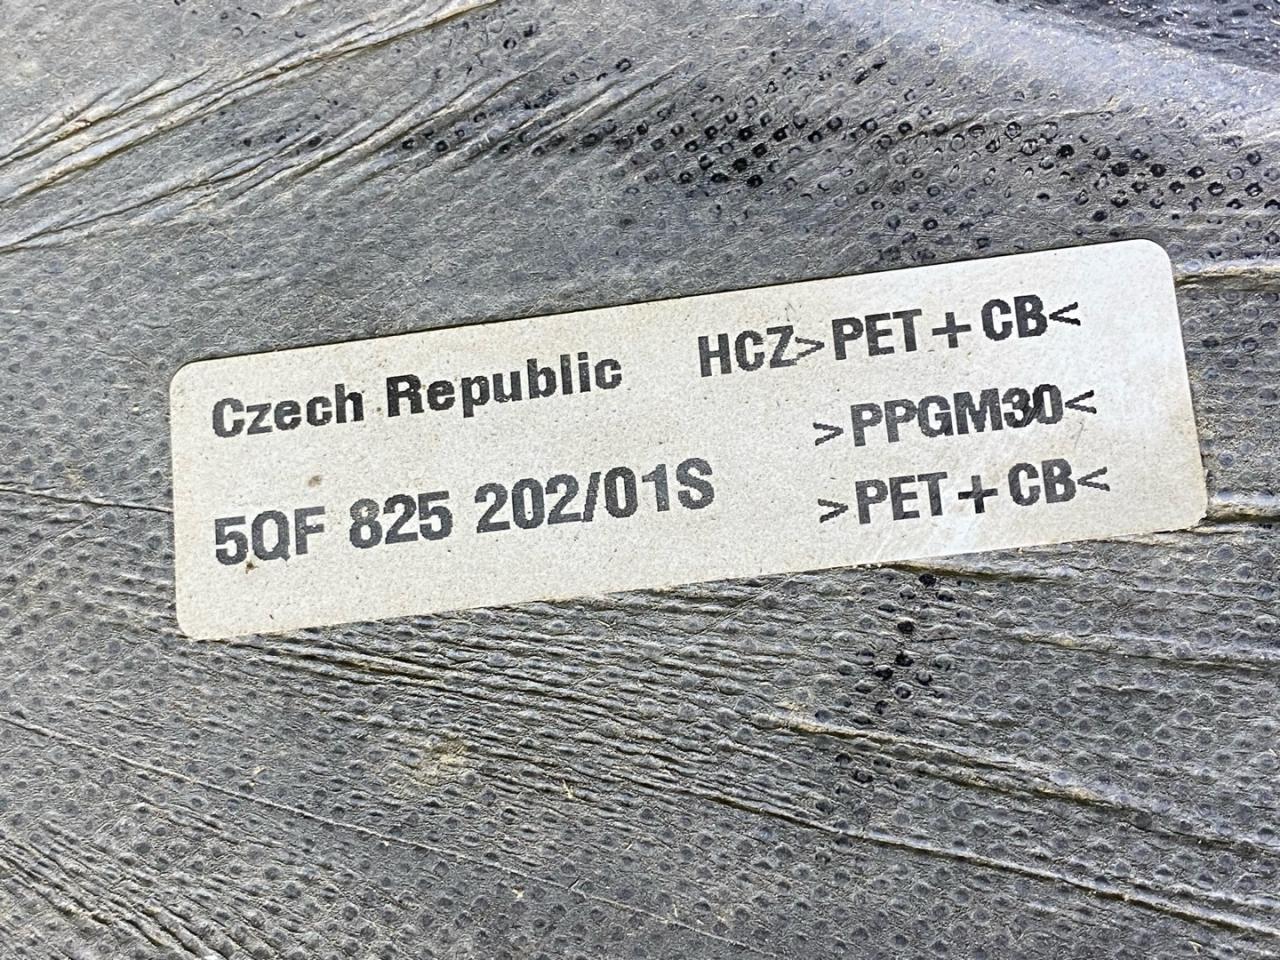 Czech Republic HCZ>PET+CB<
>PPGM30<
5QF 825 202/01S >PET+CB<